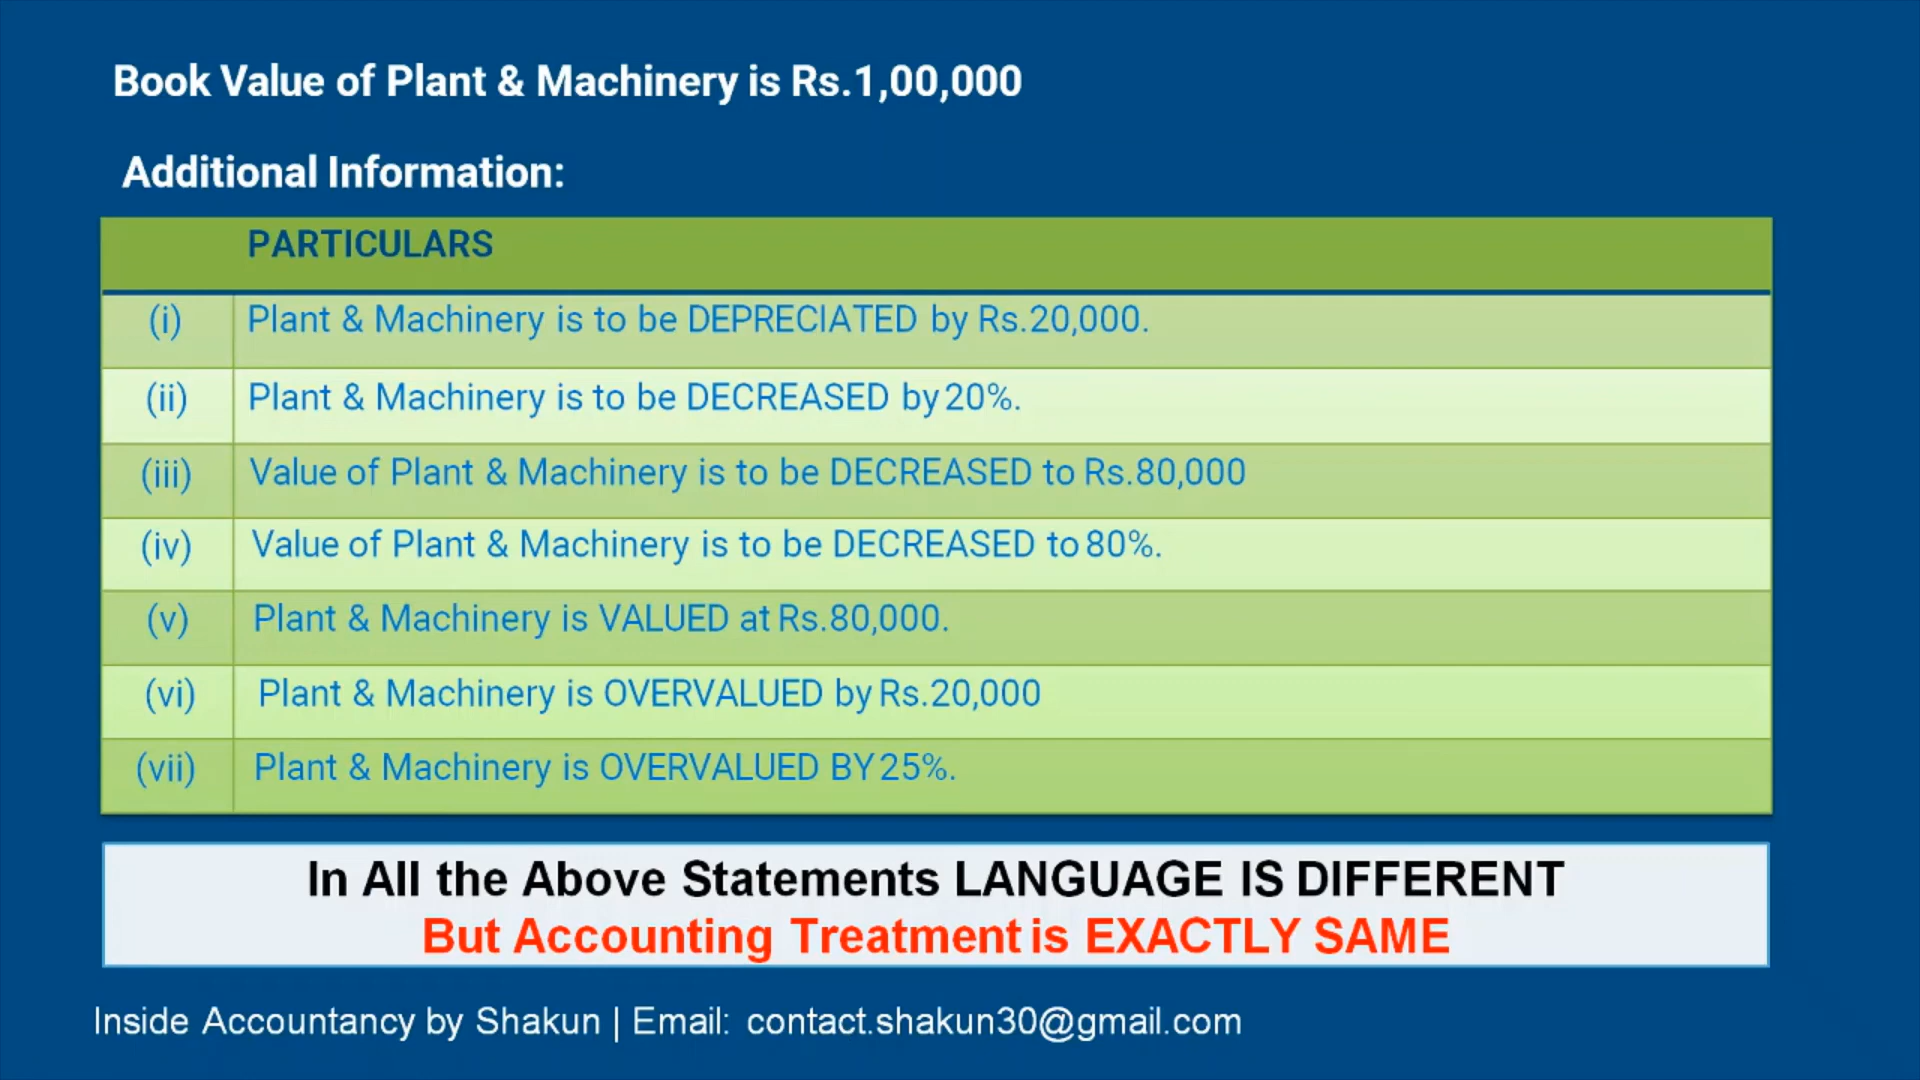 Book Value of Plant & Machinery is Rs.1,00,000
Additional Information:
PARTICULARS
(i) Plant & Machinery is to be DEPRECIATED by Rs.20,000.
(ii) Plant & Machinery is to be DECREASED by 20%.
(iii) Value of Plant & Machinery is to be DECREASED to Rs.80,000
(iv) Value of Plant & Machinery is to be DECREASED to 80%.
(v) Plant & Machinery is VALUED at Rs.80,000.
(vi) Plant & Machinery is OVERVALUED by Rs.20,000
(vii) Plant & Machinery is OVERVALUED BY 25%.
In All the Above Statements LANGUAGE IS DIFFERENT
But Accounting Treatment is EXACTLY SAME
Inside Accountancy by Shakun | Email: contact.shakun30@gmail.com